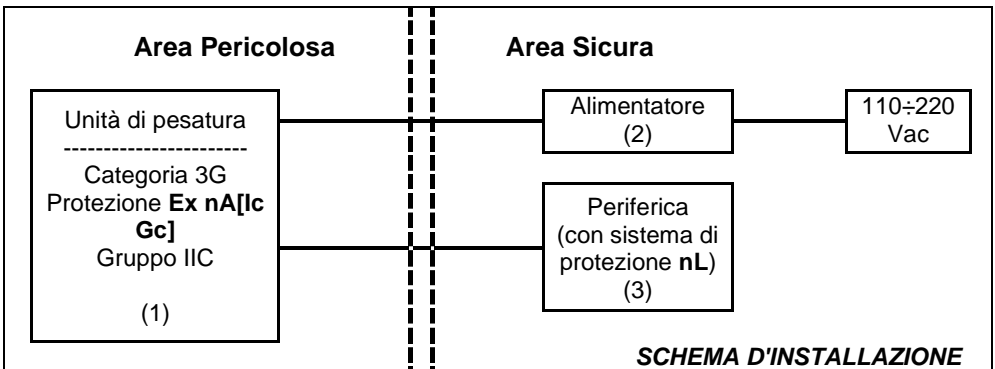 Area Pericolosa
Area Sicura
Unità di pesatura
-----------------------
Categoria 3G
Protezione Ex nA[Ic
Gc]
Gruppo IIC
(1)
Alimentatore
(2)
110÷220
Vac
Periferica
(con sistema di
protezione nL)
(3)
SCHEMA D'INSTALLAZIONE